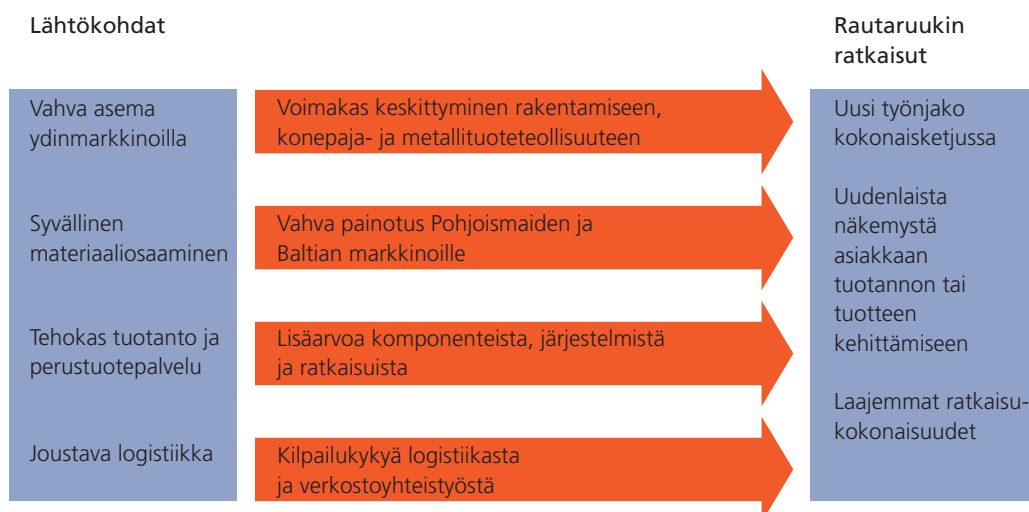 Lähtökohdat
Vahva asema
ydinmarkkinoilla
Syvällinen
materiaaliosaaminen
Tehokas tuotanto ja
perustuotepalvelu
Joustava logistiikka
Voimakas keskittyminen rakentamiseen,
konepaja- ja metallituoteteollisuuteen
Vahva painotus Pohjoismaiden ja
Baltian markkinoille
Lisäarvoa komponenteista, järjestelmistä
ja ratkaisuista
Kilpailukykyä logistiikasta
ja verkostoyhteistyöstä
Rautaruukin
ratkaisut
Uusi työnjako
kokonaisketjussa
Uudenlaista
näkemystä
asiakkaan
tuotannon tai
tuotteen
kehittämiseen
Laajemmat ratkaisu-
kokonaisuudet